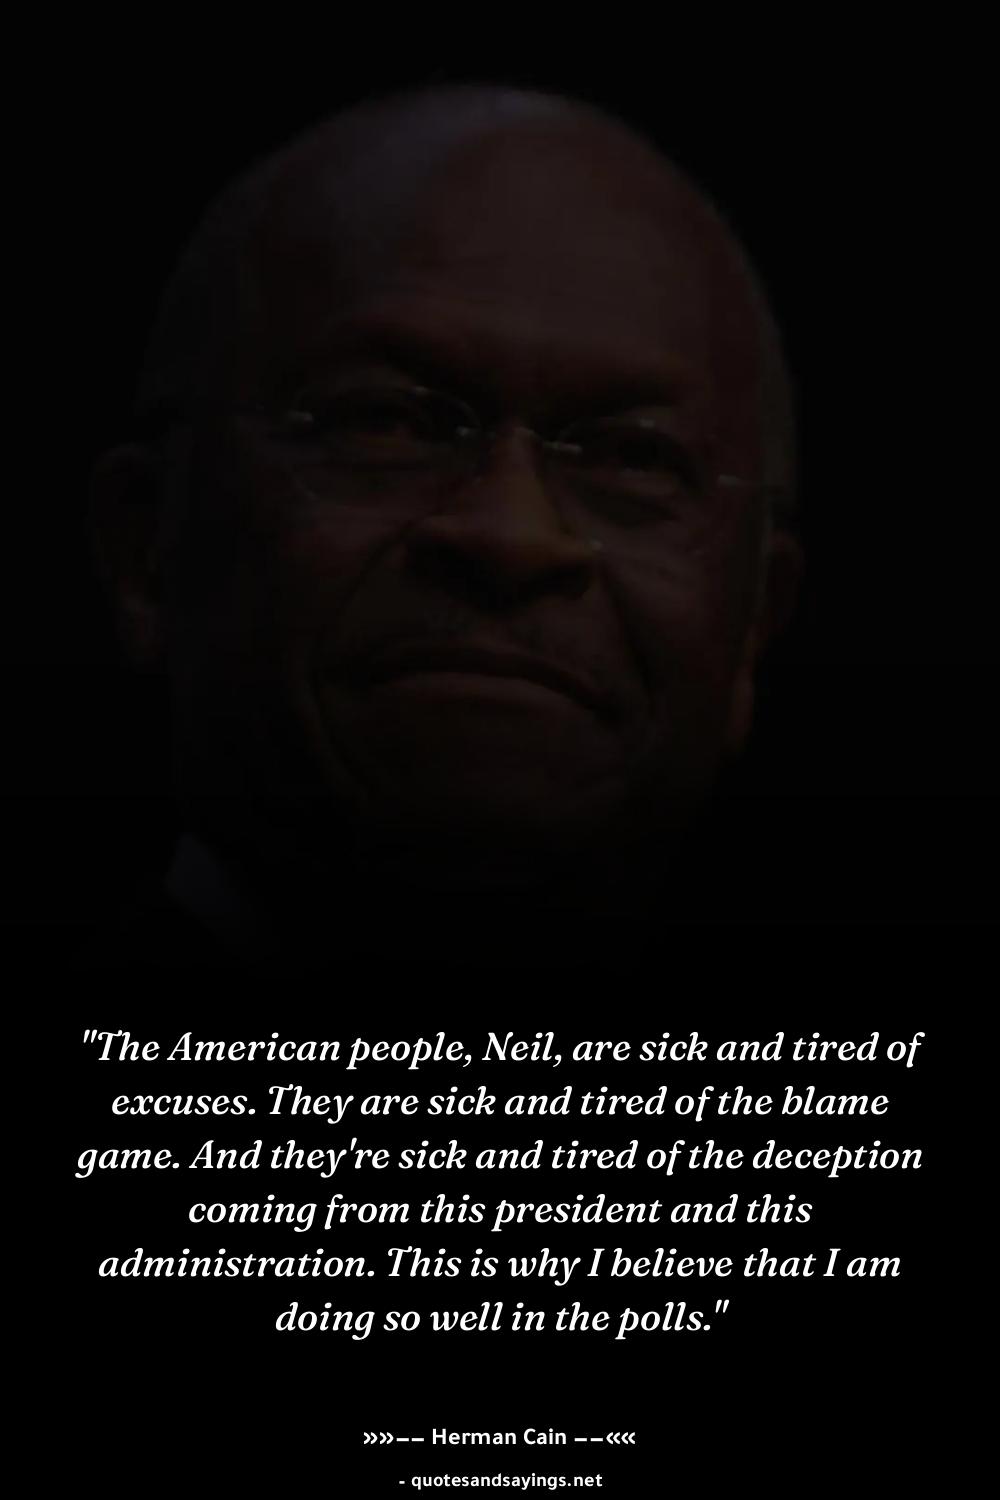 "The American people, Neil, are sick and tired of
excuses. They are sick and tired of the blame
game. And they're sick and tired of the deception
coming from this president and this
administration. This is why I believe that I am
doing so well in the polls."
»»−− Herman Cain −−««
- quotesandsayings.net